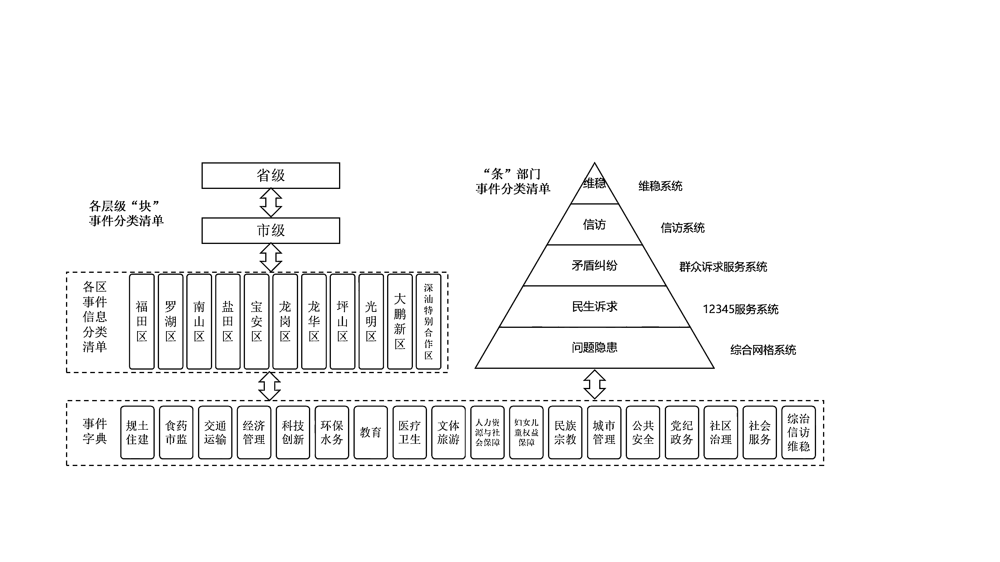 各层级“块”
事件分类清单
省级
市级
各区
事件
信息
分类
清单
福田区
罗湖区
南山区
盐田区
宝安区
龙岗区
龙华区
坪山区
光明区
大鹏新区
深汕特别合作区
“条”部门
事件分类清单
维稳
信访
矛盾纠纷
民生诉求
问题隐患
维稳系统
信访系统
群众诉求服务系统
12345服务系统
综合网格系统
事件
字典
规土
住建
食药
市监
交通
运输
经济
管理
科技
创新
环保
水务
教育
医疗
卫生
文体
旅游
人力资
源与社
会保障
妇女儿
童权益
保障
民族
宗教
城市
管理
公共
安全
党纪
政务
社区
治理
社会
服务
综治
信访
维稳